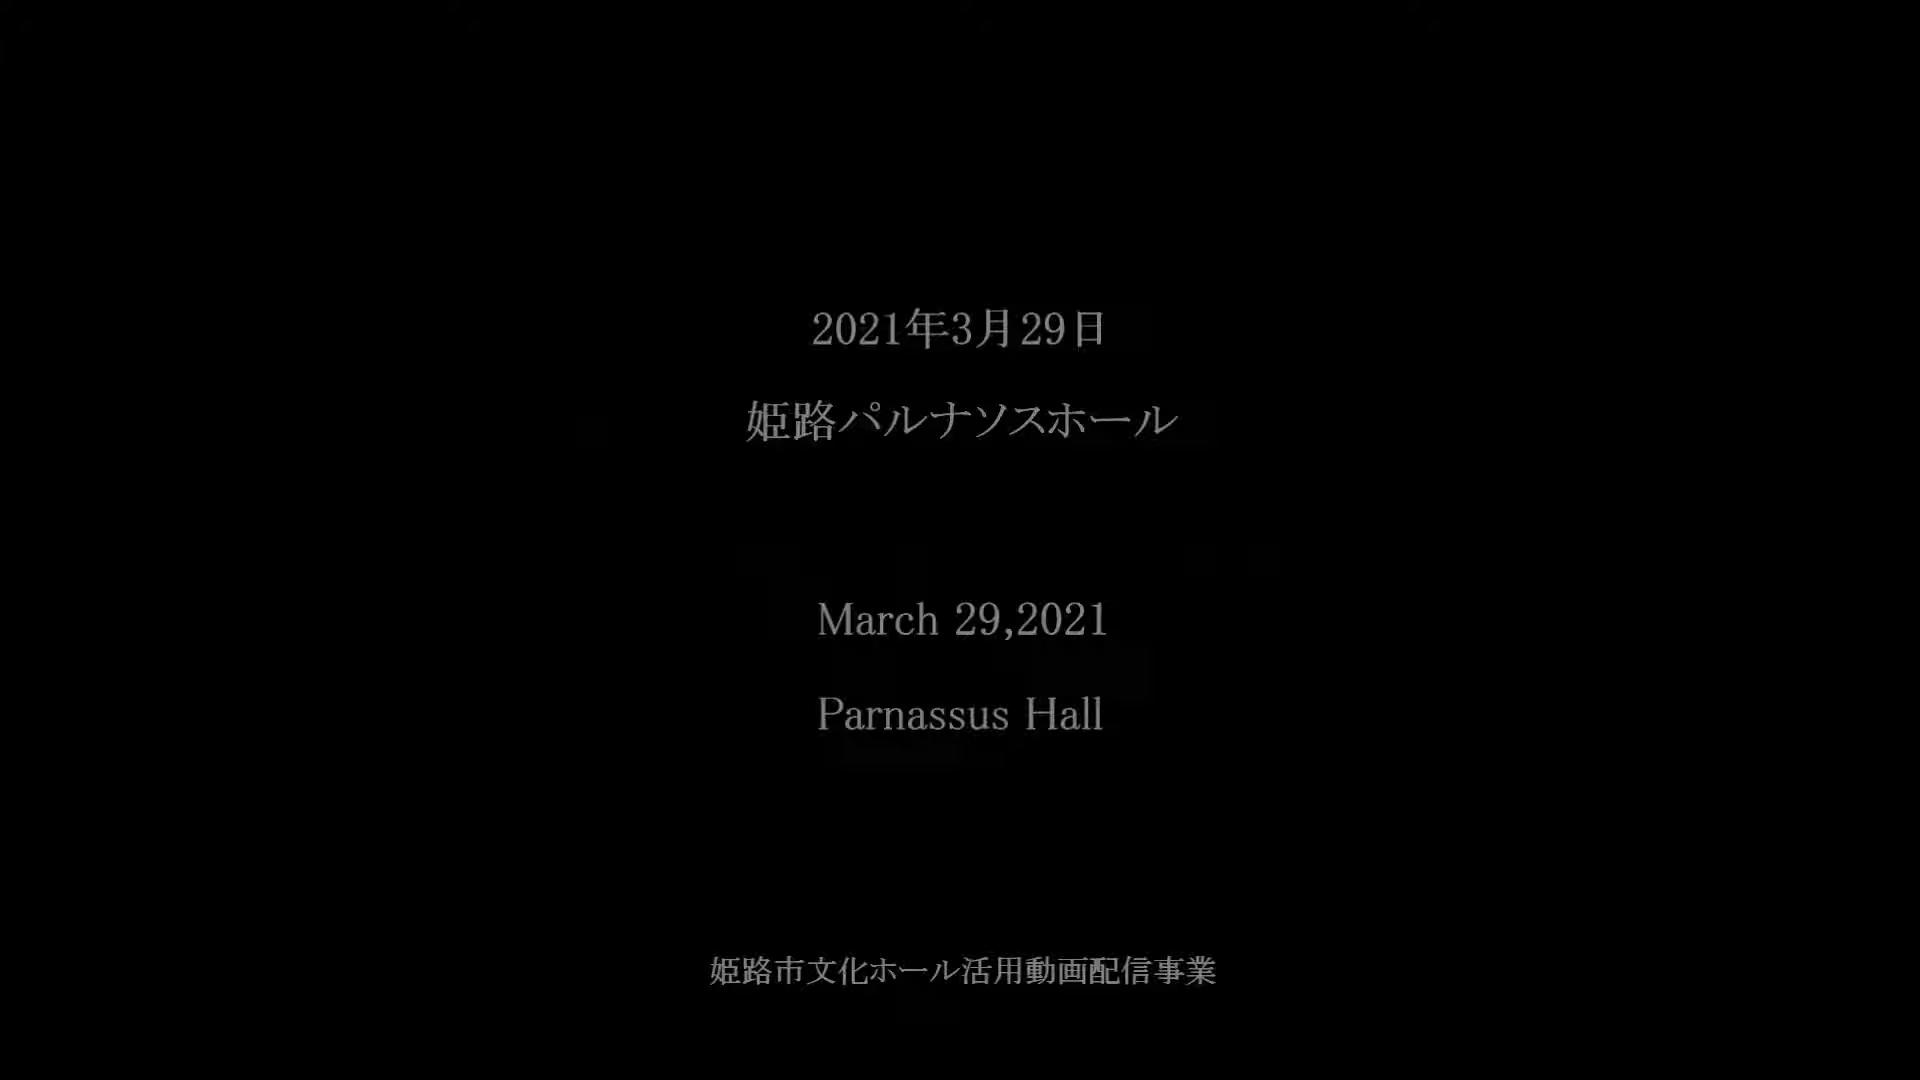 2021年3月29日
姫路パルナソスホール
March 29,2021
Parnassus Hall
姫路市文化ホール活用動画配信事業